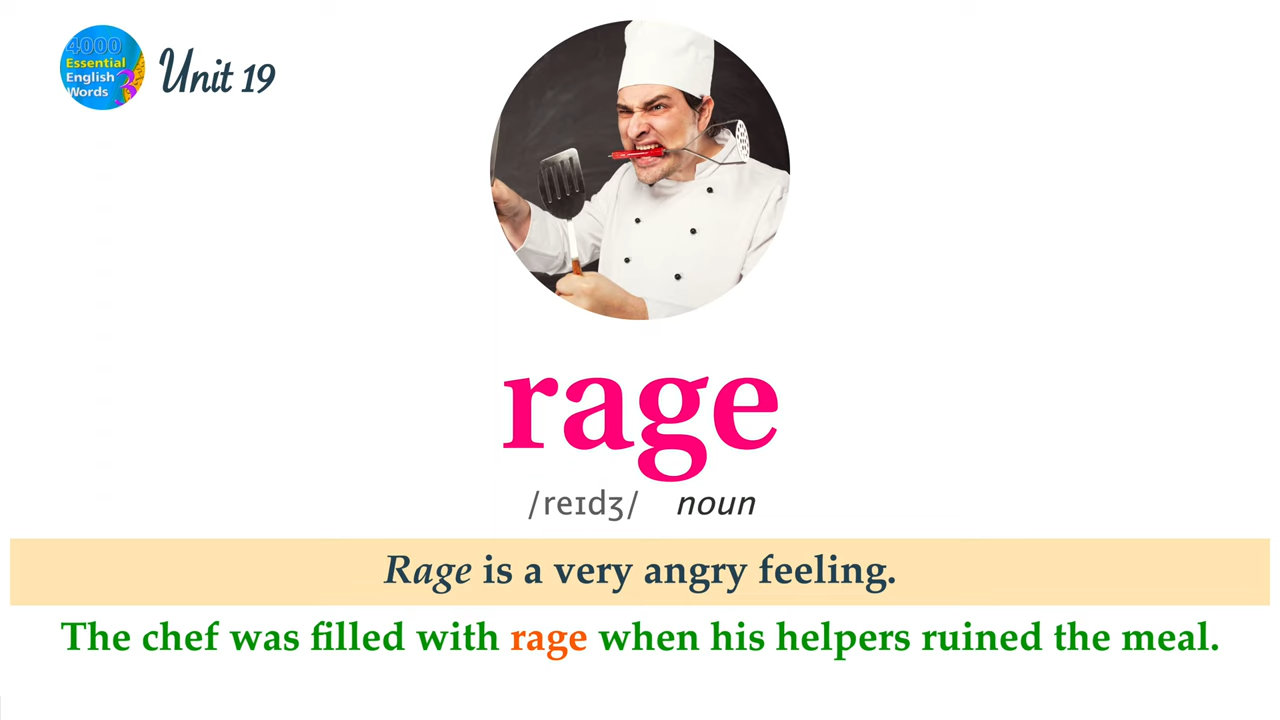 4000
Essential
English
Words 3
Unit 19
rage
/reɪdʒ/ noun
Rage is a very angry feeling.
The chef was filled with rage when his helpers ruined the meal.